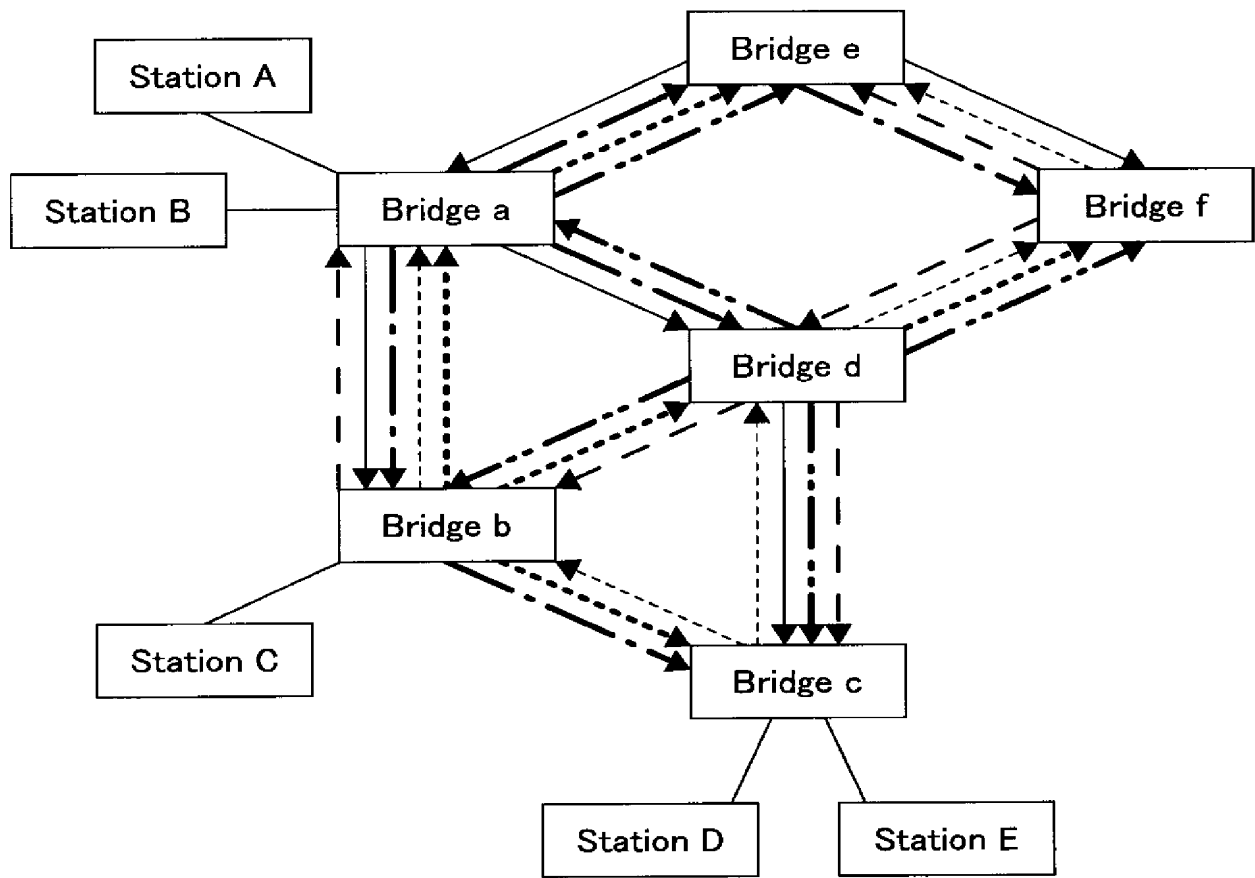 Bridge e
Station A
Station B
Bridge a
Bridge f
Bridge d
Bridge b
Station C
Bridge c
Station D
Station E